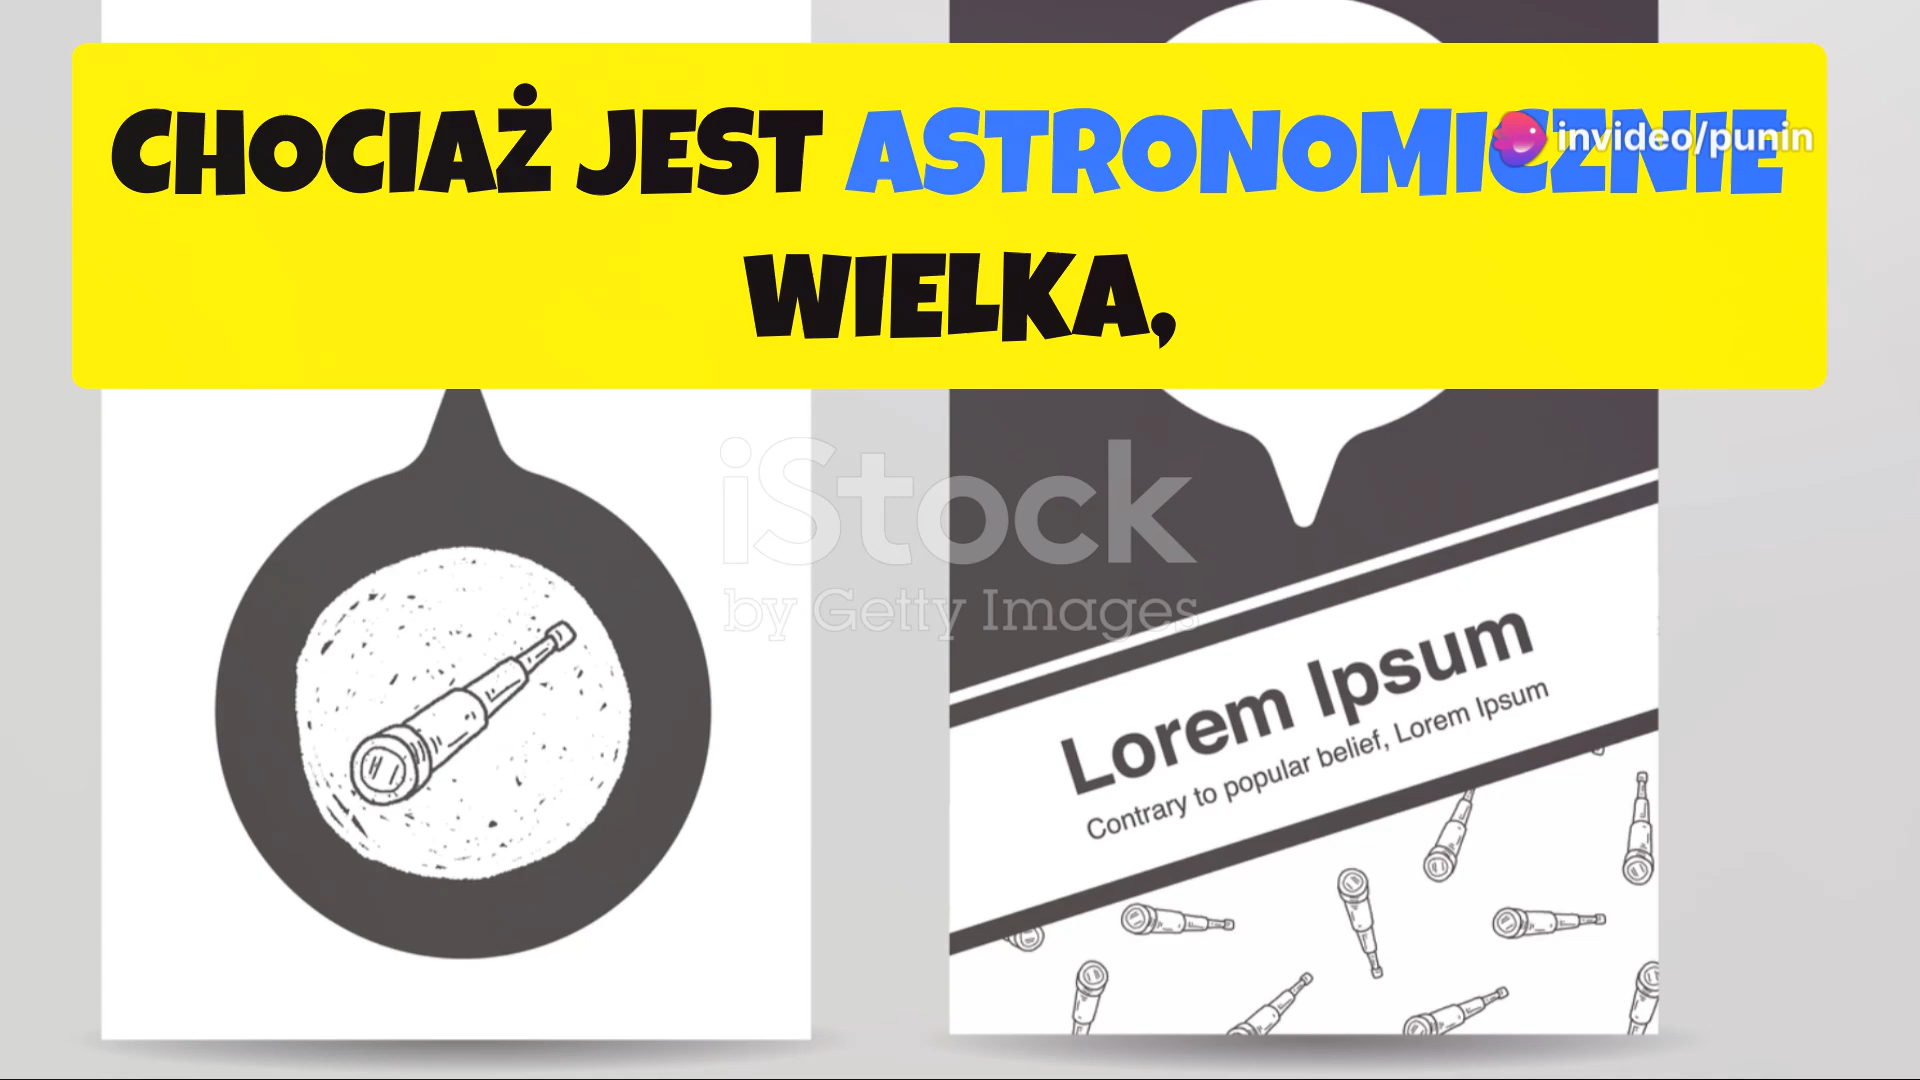 CHOCIAŻ JEST ASTRONOMICZNIE
invideo/punin
WIELKA,
iStock
by Getty Images
Lorem Ipsum
Contrary to popular belief, Lorem Ipsum